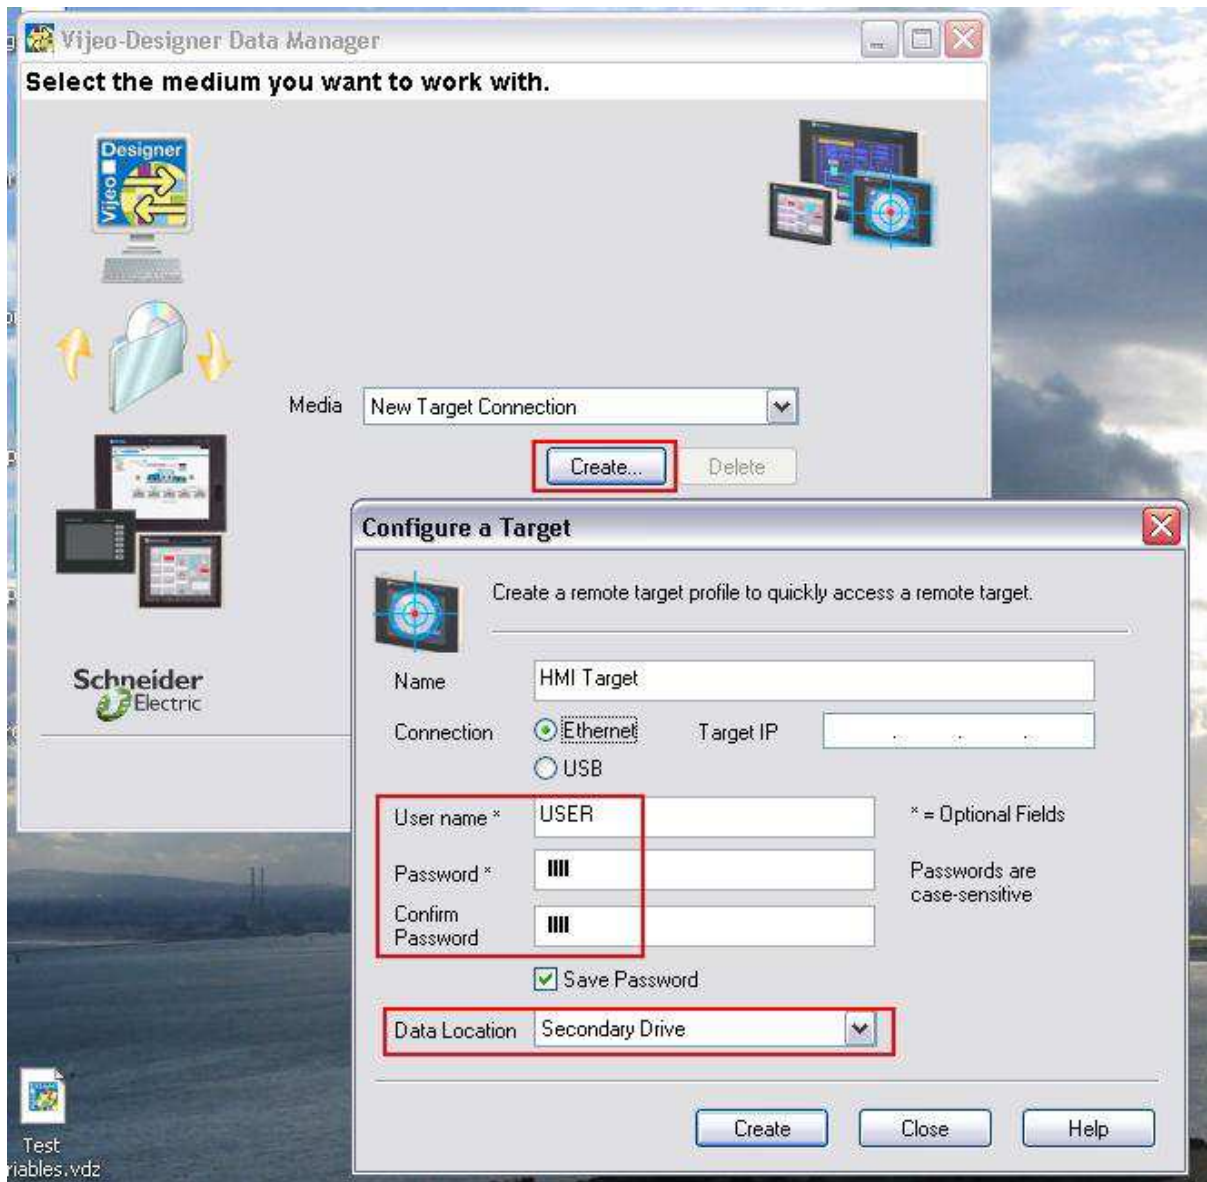 Vijeo-Designer Data Manager
Select the medium you want to work with.
Designer
Vijeo
Media
New Target Connection
Create...
Delete
Schneider
Electric
Configure a Target
Create a remote target profile to quickly access a remote target.
Name
HMI Target
Connection
Ethernet
Target IP
. . .
USB
User name *
USER
* = Optional Fields
Password *
Passwords are
case-sensitive
Confirm
Password
Save Password
Data Location
Secondary Drive
Create
Close
Help
Test
riables.vdz